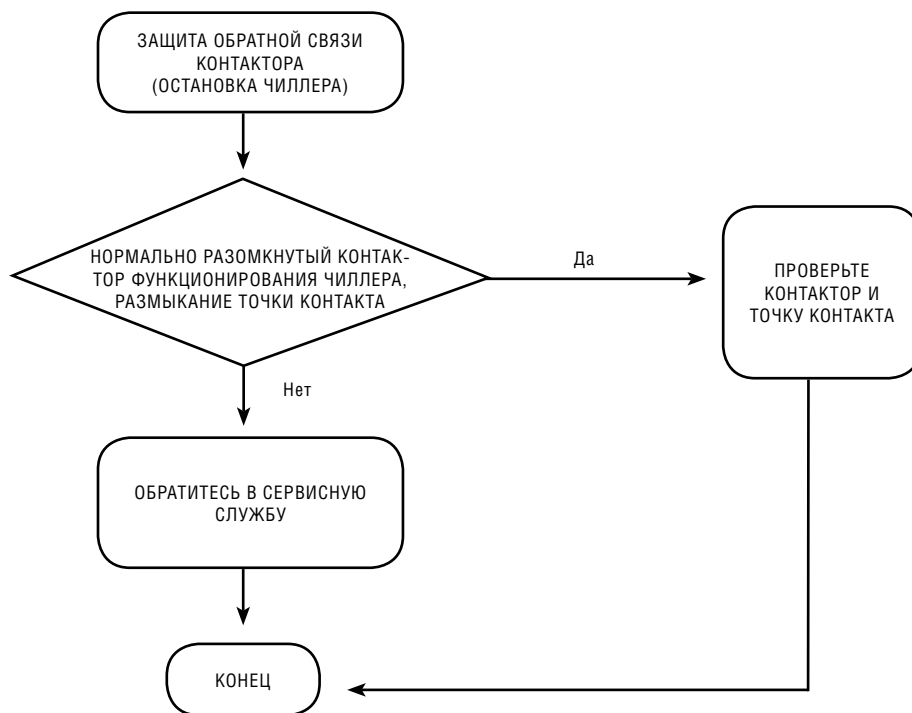 ЗАЩИТА ОБРАТНОЙ СВЯЗИ
КОНТАКТОРА
(ОСТАНОВКА ЧИЛЛЕРА)
НОРМАЛЬНО РАЗОМКНУТЫЙ КОНТАК-
ТОР ФУНКЦИОНИРОВАНИЯ ЧИЛЛЕРА,
РАЗМЫКАНИЕ ТОЧКИ КОНТАКТА
Да
ПРОВЕРЬТЕ
КОНТАКТОР И
ТОЧКУ КОНТАКТА
Нет
ОБРАТИТЕСЬ В СЕРВИСНУЮ
СЛУЖБУ
КОНЕЦ